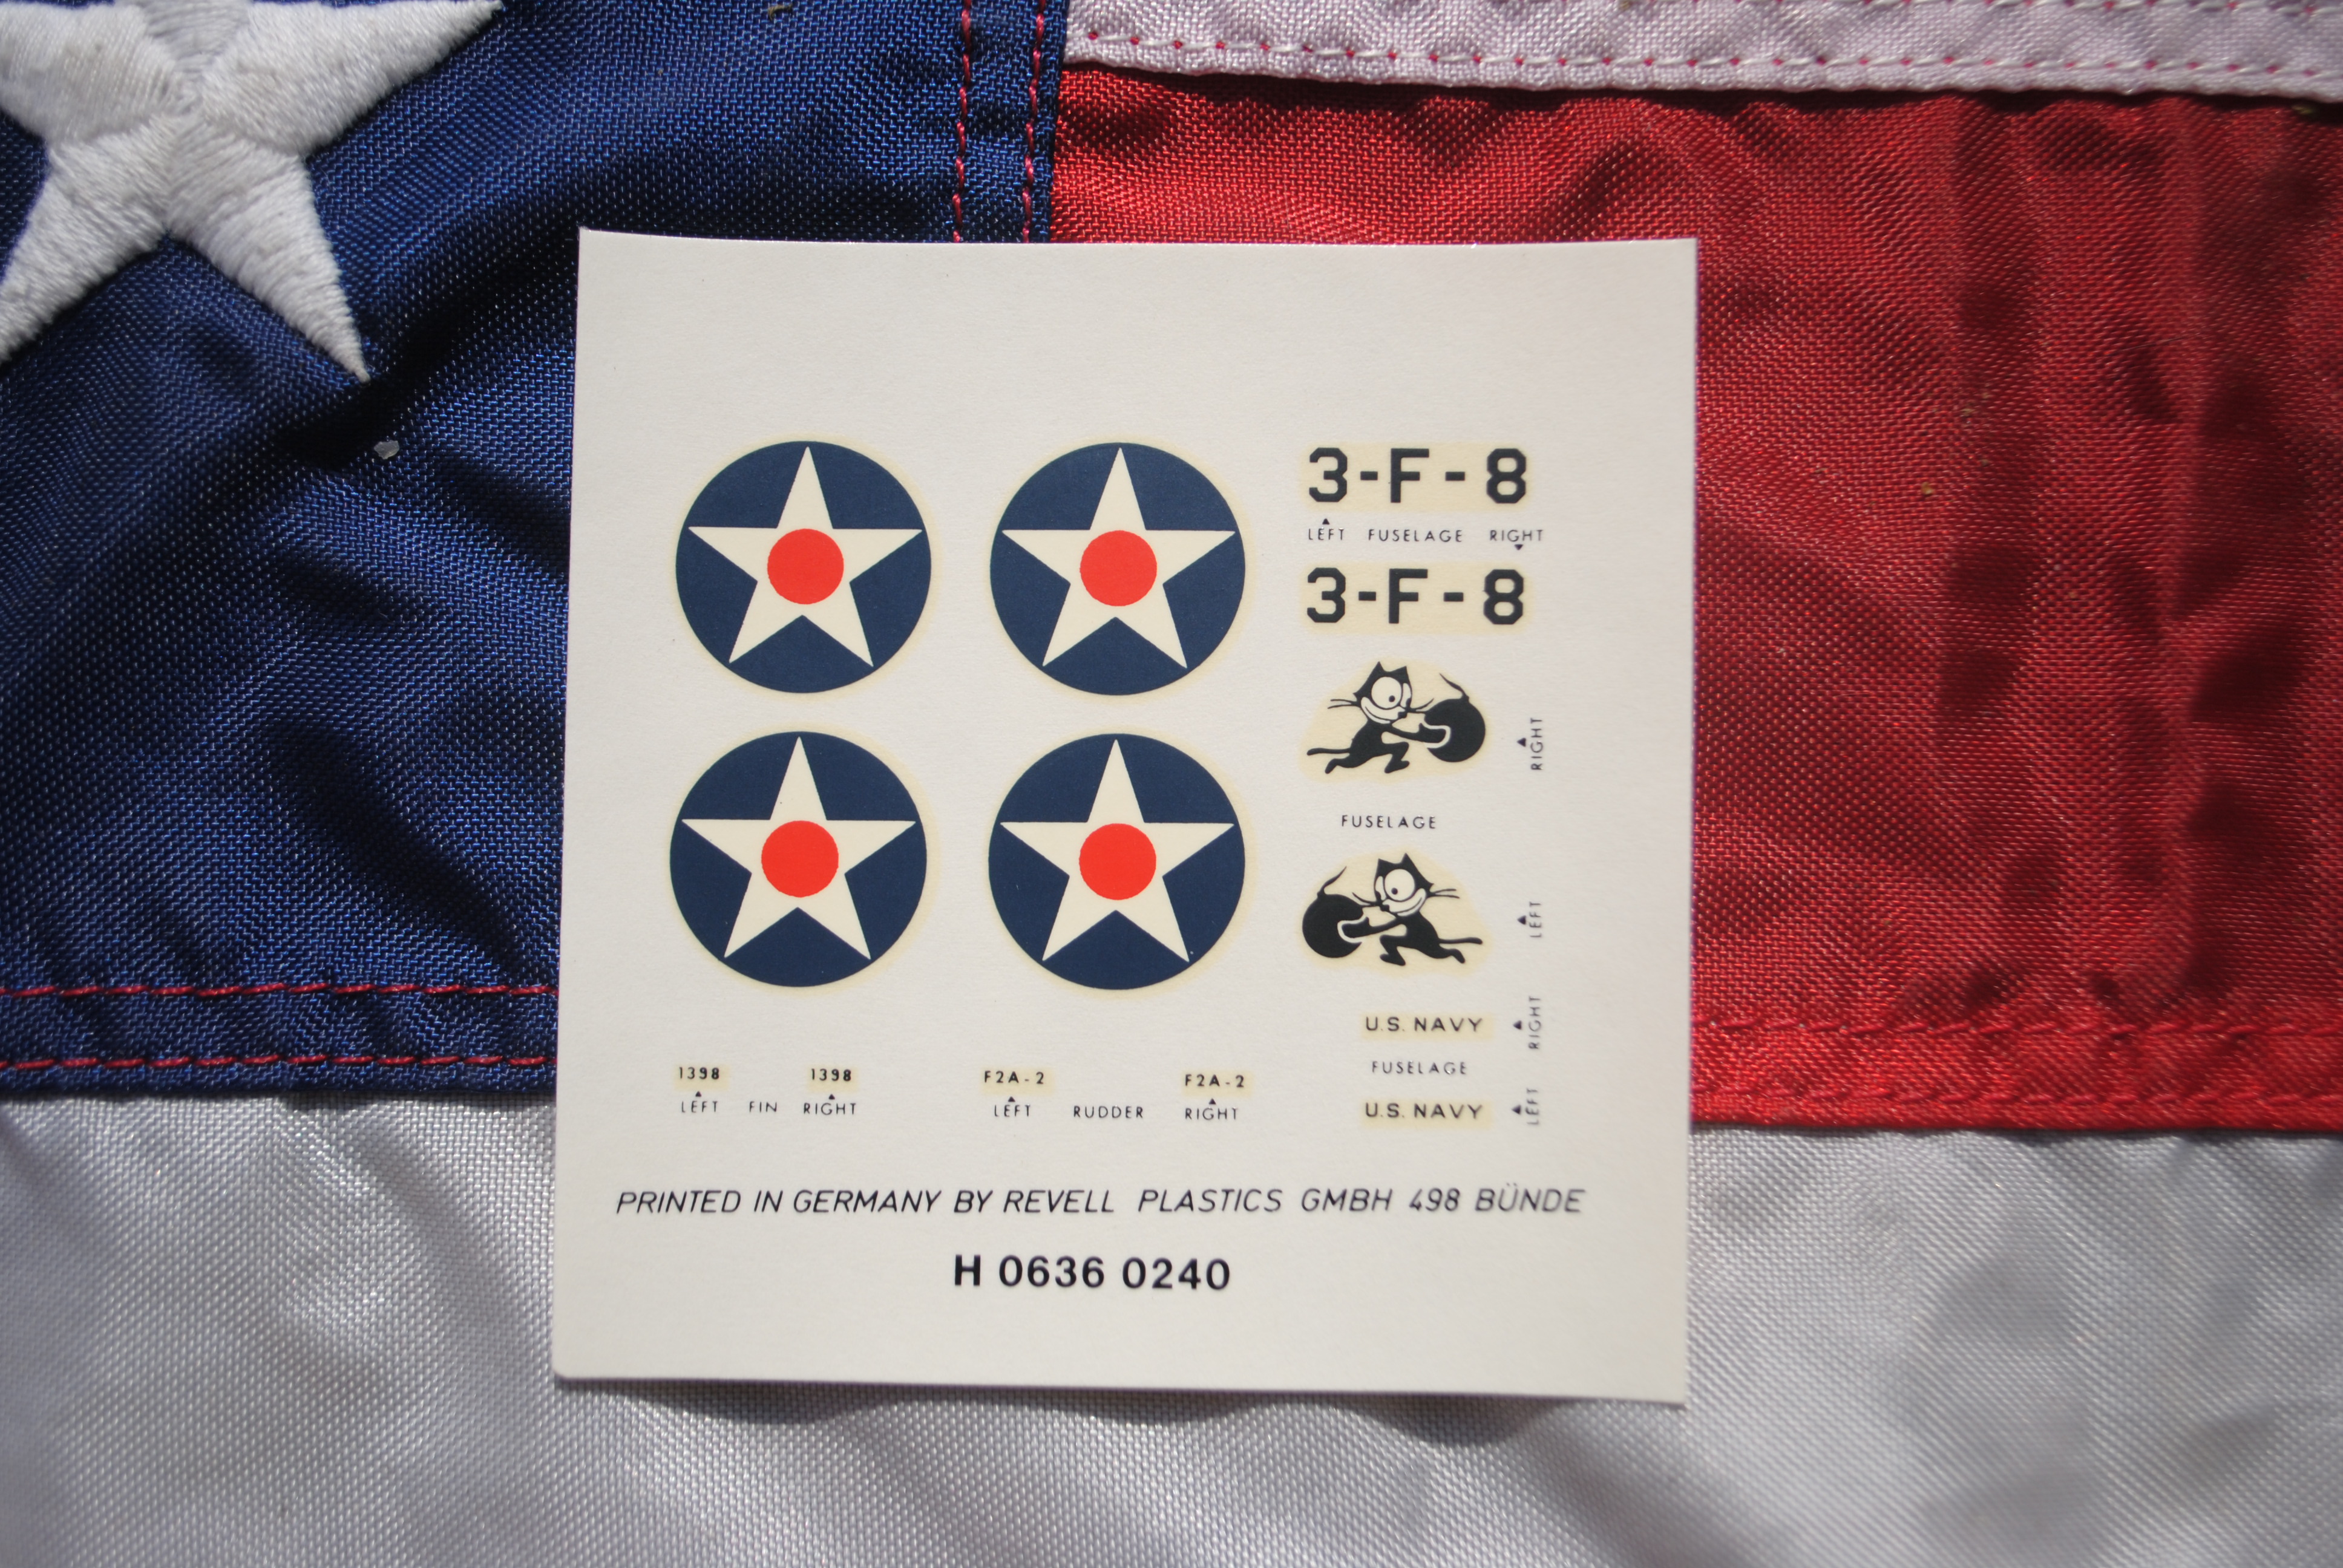 3-F-8
LEFT FUSELAGE RIGHT
3-F-8
RIGHT
FUSELAGE
LEFT
U.S. NAVY RIGHT
FUSELAGE
U.S. NAVY LEFT
1398 1398
LEFT FIN RIGHT
F2A-2 F2A-2
LEFT RUDDER RIGHT
PRINTED IN GERMANY BY REVELL PLASTICS GMBH 498 BÜNDE
H 0636 0240